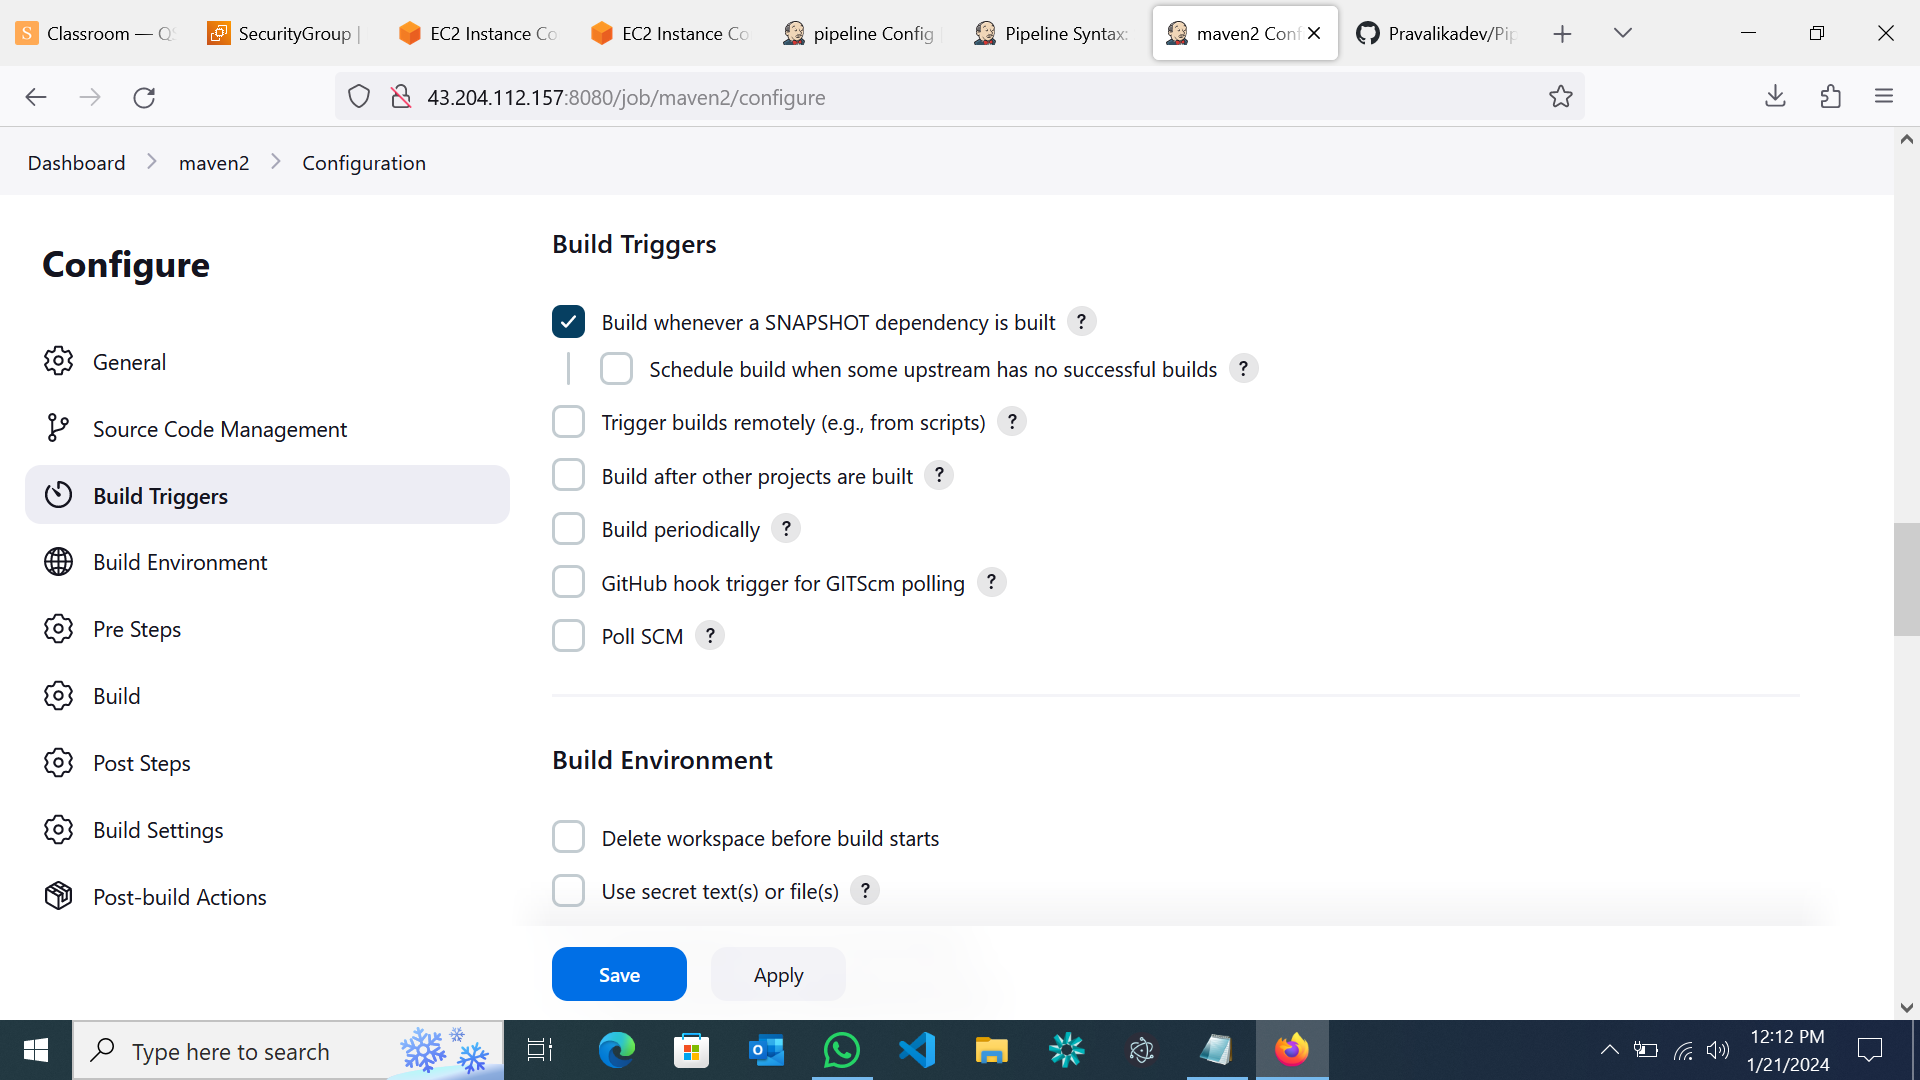 Classroom — QS
SecurityGroup |
EC2 Instance Co
EC2 Instance Co
pipeline Config
Pipeline Syntax:
maven2 Conf
Pravalikadev/Pip
43.204.112.157:8080/job/maven2/configure
Dashboard
maven2
Configuration
Configure
General
Source Code Management
Build Triggers
Build Environment
Pre Steps
Build
Post Steps
Build Settings
Post-build Actions
Build Triggers
Build whenever a SNAPSHOT dependency is built ?
Schedule build when some upstream has no successful builds ?
Trigger builds remotely (e.g., from scripts) ?
Build after other projects are built ?
Build periodically ?
GitHub hook trigger for GITScm polling ?
Poll SCM ?
Build Environment
Delete workspace before build starts
Use secret text(s) or file(s) ?
Save
Apply
Type here to search
12:12 PM
1/21/2024